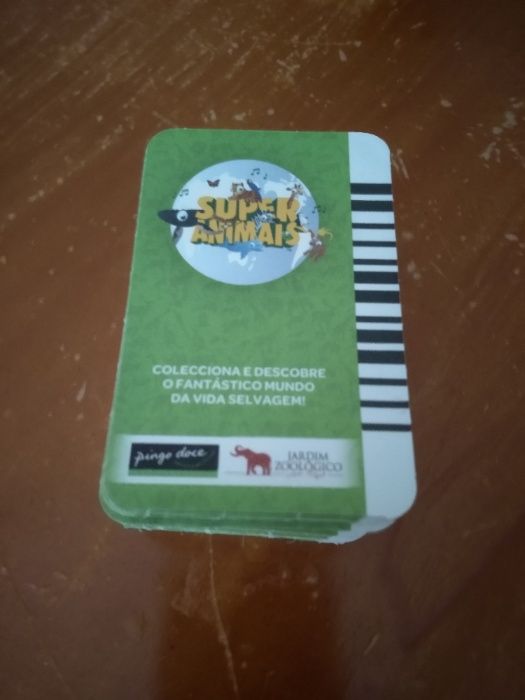 SUPER
ANIMAIS
COLECCIONA E DESCOBRE
O FANTÁSTICO MUNDO
DA VIDA SELVAGEM!
pingo doce
JARDIM
ZOOLÓGICO